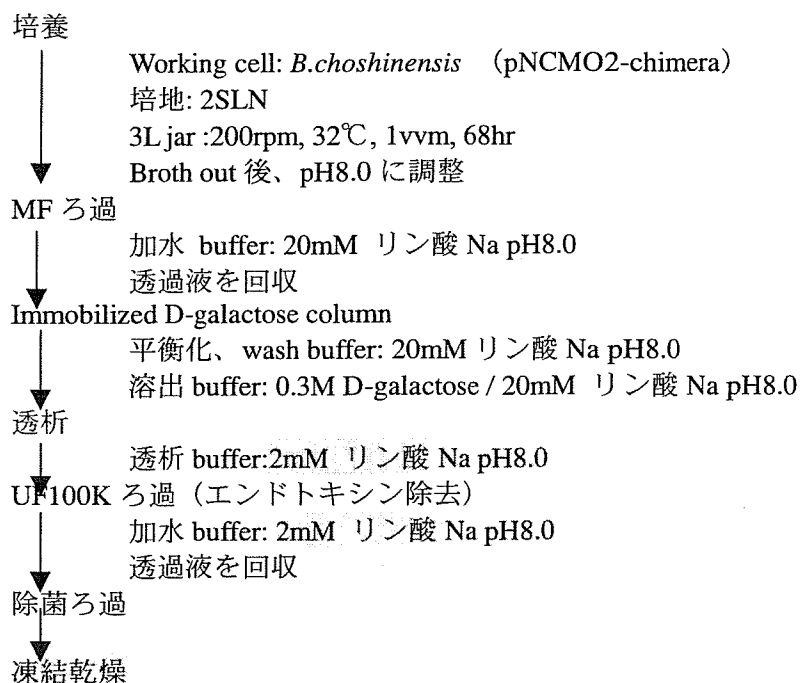 培養
Working cell: B.choshinensis （pNCMO2-chimera）
培地: 2SLN
3L jar :200rpm, 32℃, 1vvm, 68hr
Broth out 後、pH8.0 に調整
MF ろ過
加水 buffer: 20mM リン酸 Na pH8.0
透過液を回収
Immobilized D-galactose column
平衡化、wash buffer: 20mM リン酸 Na pH8.0
溶出 buffer: 0.3M D-galactose / 20mM リン酸 Na pH8.0
透析
透析 buffer:2mM リン酸 Na pH8.0
UF100K ろ過（エンドトキシン除去）
加水 buffer: 2mM リン酸 Na pH8.0
透過液を回収
除菌ろ過
凍結乾燥